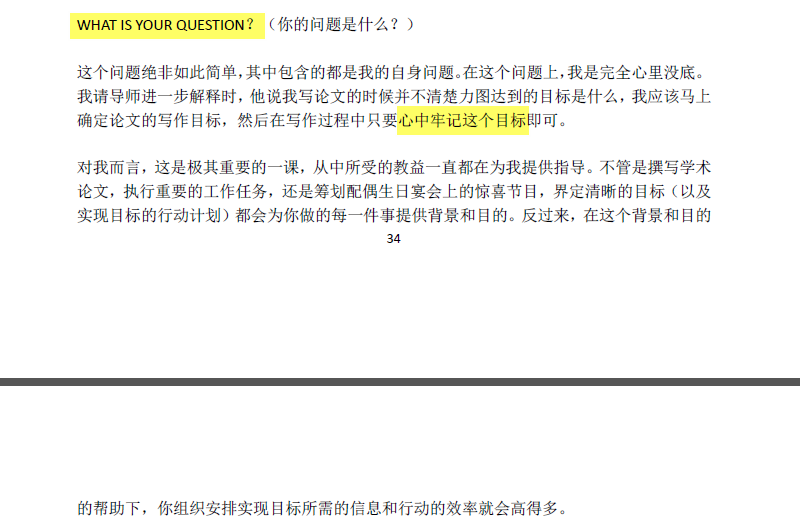 WHAT IS YOUR QUESTION？（你的问题是什么？）
这个问题绝非如此简单，其中包含的都是我的自身问题。在这个问题上，我是完全心里没底。
我请导师进一步解释时，他说我写论文的时候并不清楚力图达到的目标是什么，我应该马上
确定论文的写作目标，然后在写作过程中只要心中牢记这个目标即可。
对我而言，这是极其重要的一课，从中所受的教益一直都在为我提供指导。不管是撰写学术
论文，执行重要的工作任务，还是筹划配偶生日宴会上的惊喜节目，界定清晰的目标（以及
实现目标的行动计划）都会为你做的每一件事提供背景和目的。反过来，在这个背景和目的
34
的帮助下，你组织安排实现目标所需的信息和行动的效率就会高得多。